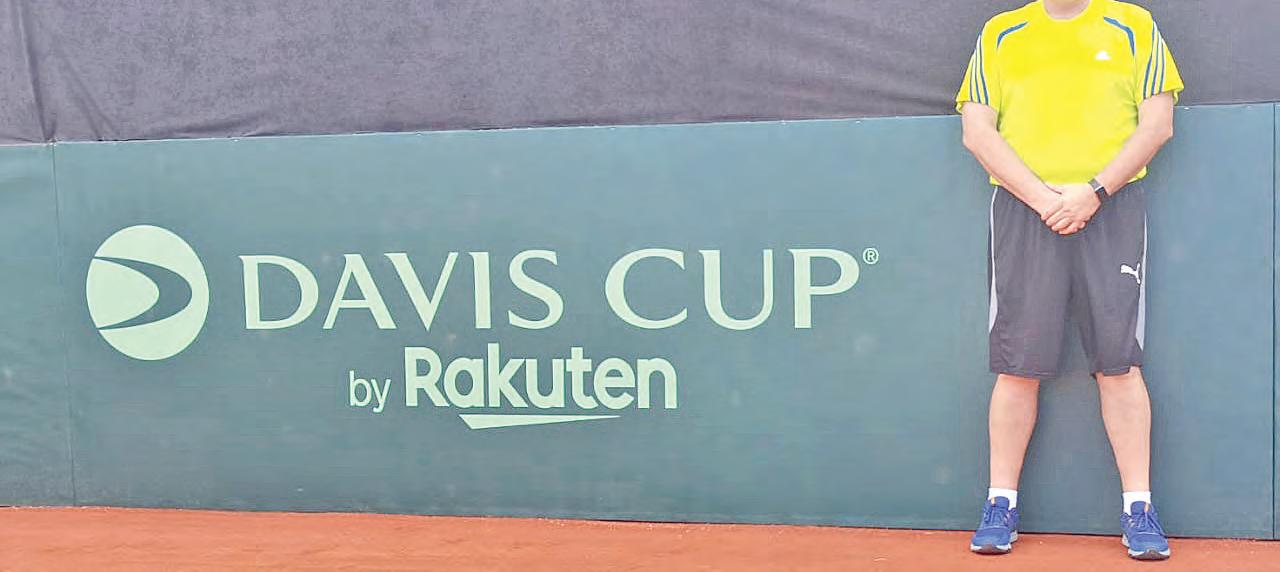 DAVIS CUP®
by Rakuten